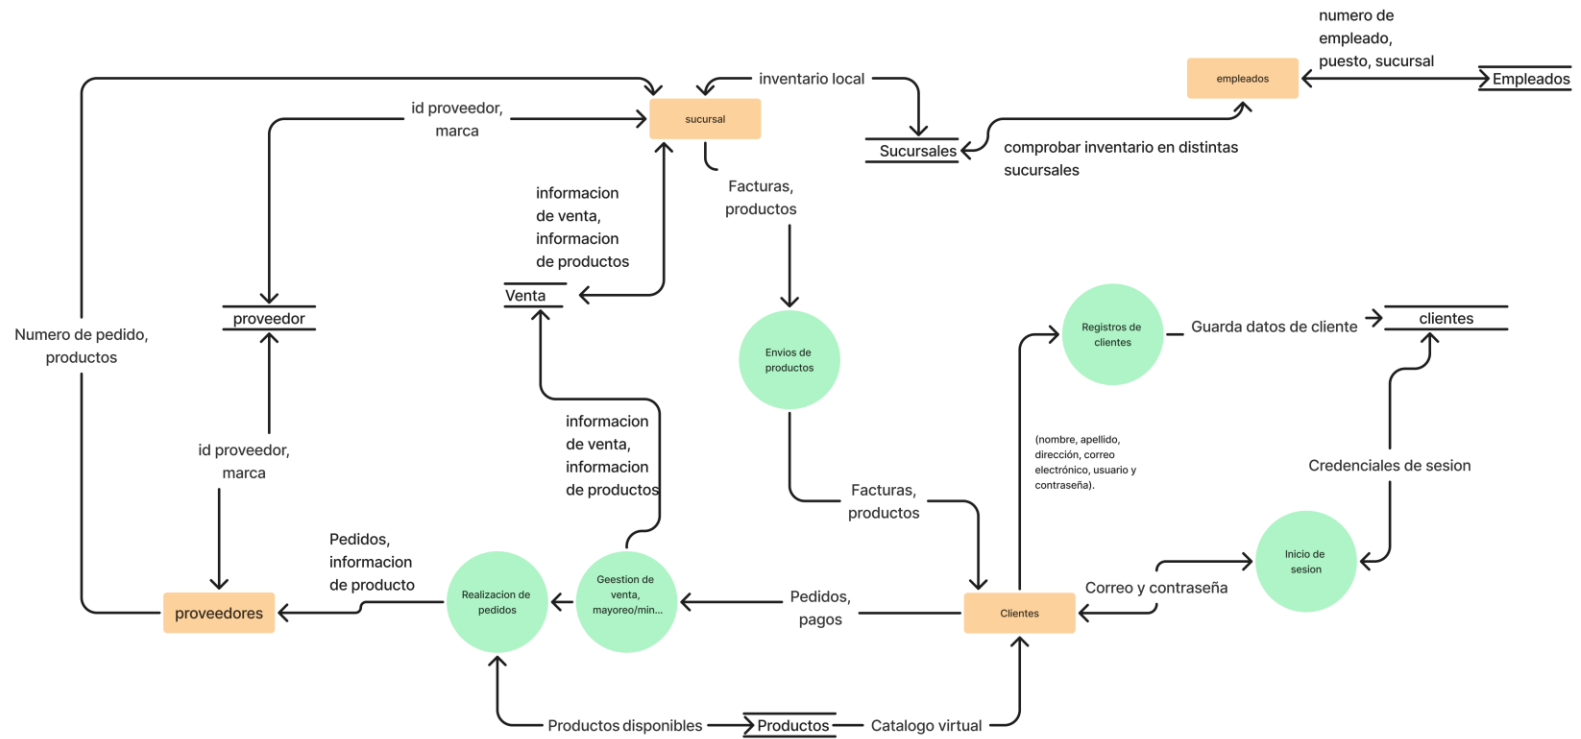 numero de
empleado,
puesto, sucursal
inventario local
empleados
Empleados
id proveedor,
marca
sucursal
Sucursales
comprobar inventario en distintas
sucursales
informacion
de venta,
informacion
de productos
Facturas,
productos
Venta
proveedor
clientes
Numero de pedido,
productos
Envios de
productos
Registros de
clientes
Guarda datos de cliente
informacion
de venta,
informacion
de productos
id proveedor,
marca
(nombre, apellido,
dirección, correo
electrónico, usuario y
contraseña).
Credenciales de sesion
Facturas,
productos
Pedidos,
informacion
de producto
Inicio de
sesion
Realizacion de
pedidos
Geestion de
venta,
mayoreo/min...
Pedidos,
pagos
Correo y contraseña
proveedores
Clientes
Productos disponibles
Productos
Catalogo virtual